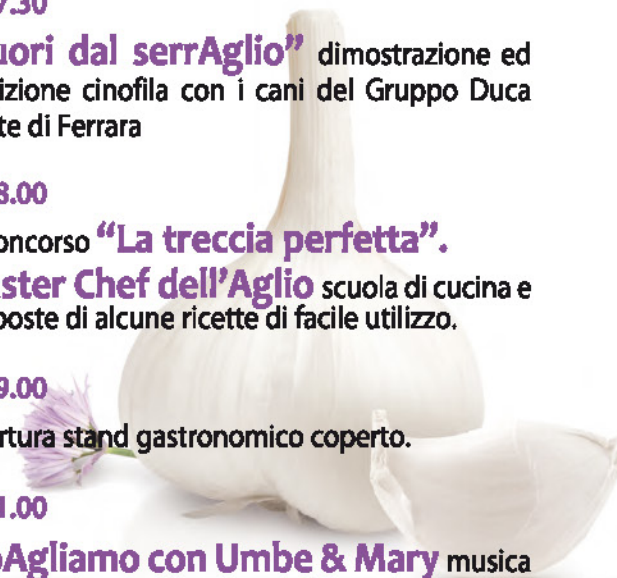 7.30
uori dal serrAglio” dimostrazione ed
izione cinofila con i cani del Gruppo Duca
te di Ferrara
8.00
oncorso “La treccia perfetta”.
ster Chef dell’Aglio scuola di cucina e
poste di alcune ricette di facile utilizzo.
9.00
rtura stand gastronomico coperto.
1.00
oAgliamo con Umbe & Mary musica